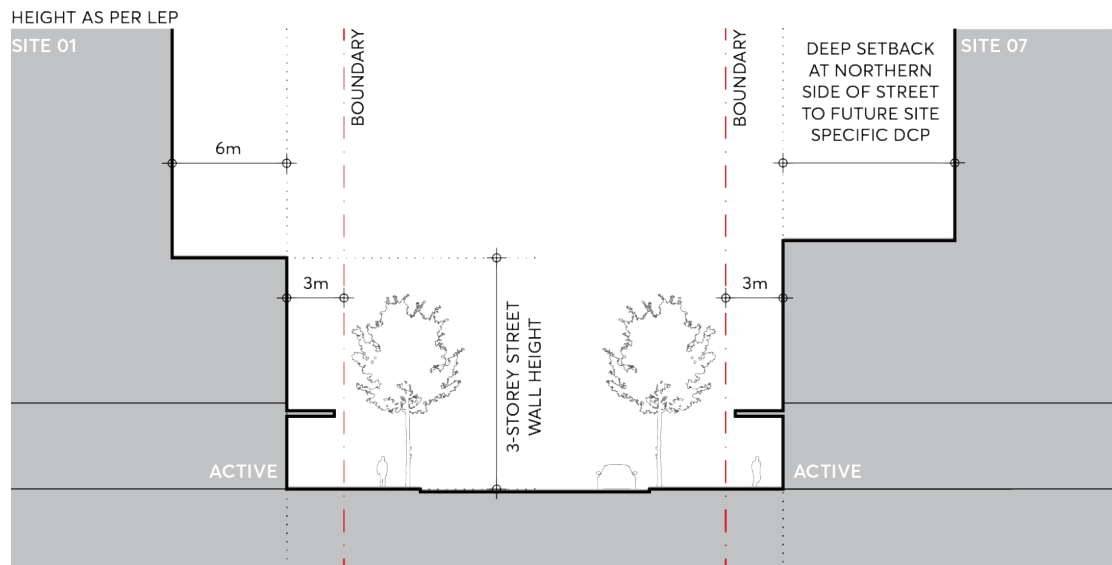 HEIGHT AS PER LEP
SITE 01
BOUNDARY
BOUNDARY
DEEP SETBACK
AT NORTHERN
SIDE OF STREET
TO FUTURE SITE
SPECIFIC DCP
SITE 07
6m
3m
3m
3-STOREY STREET
WALL HEIGHT
ACTIVE
ACTIVE